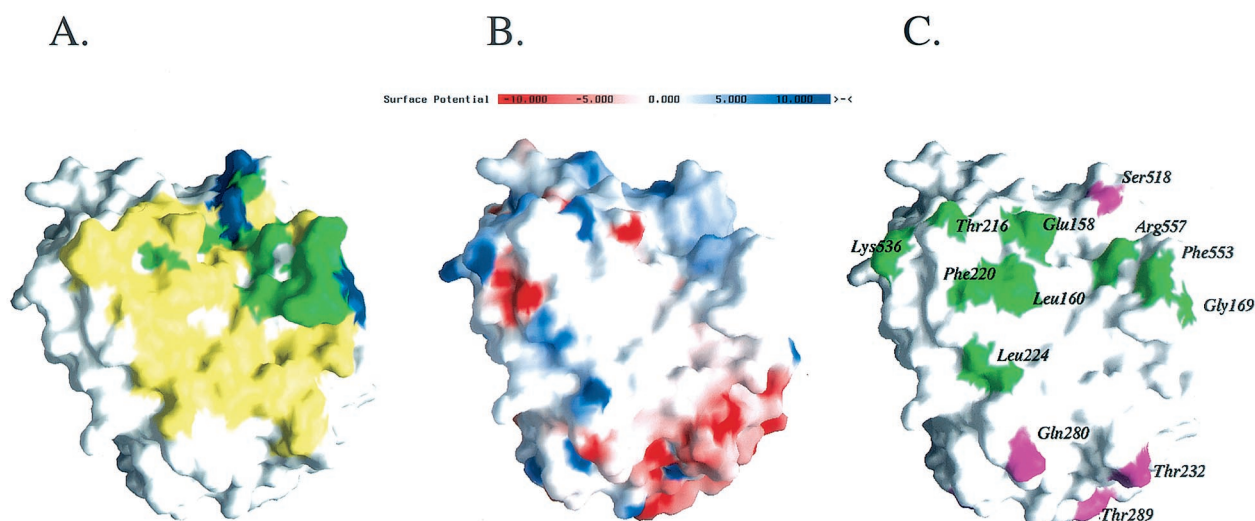 A.
B.
C.
Surface Potential -10.000 -5.000 0.000 5.000 10.000 >-<
Ser518
Thr216 Glu158 Arg557
Lys536 Phe553
Phe220
Leu160 Gly169
Leu224
Gln280
Thr232
Thr289